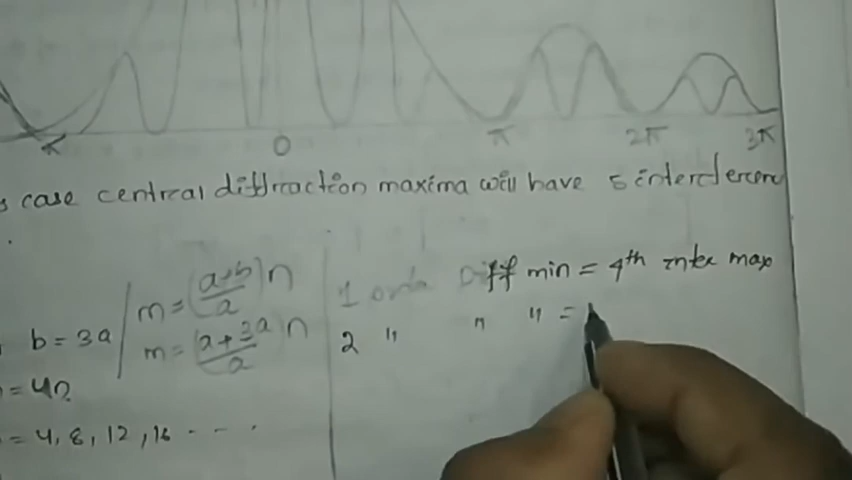 π 0 π 2π 3π
case central diffraction maxima will have 5 interferenc
m = (a+b/a) n
b = 3a
m = (a+3a/a) n
= 4n
= 4, 8, 12, 16 - - - .
1 order Diff min = 4th inter max
2 " " " =